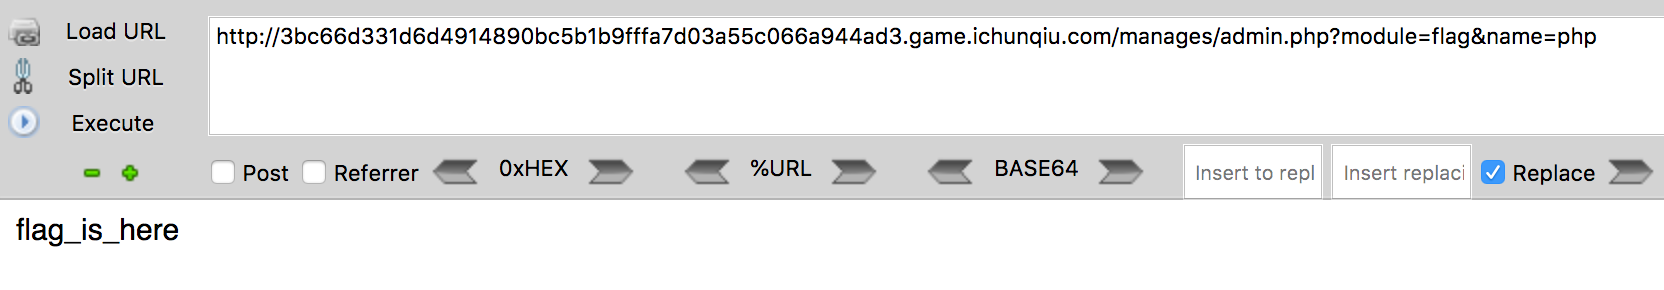 Load URL
http://3bc66d331d6d4914890bc5b1b9fffa7d03a55c066a944ad3.game.ichunqiu.com/manages/admin.php?module=flag&name=php
Split URL
Execute
Post Referrer 0xHEX %URL BASE64 Insert to repl Insert replaci Replace
flag_is_here